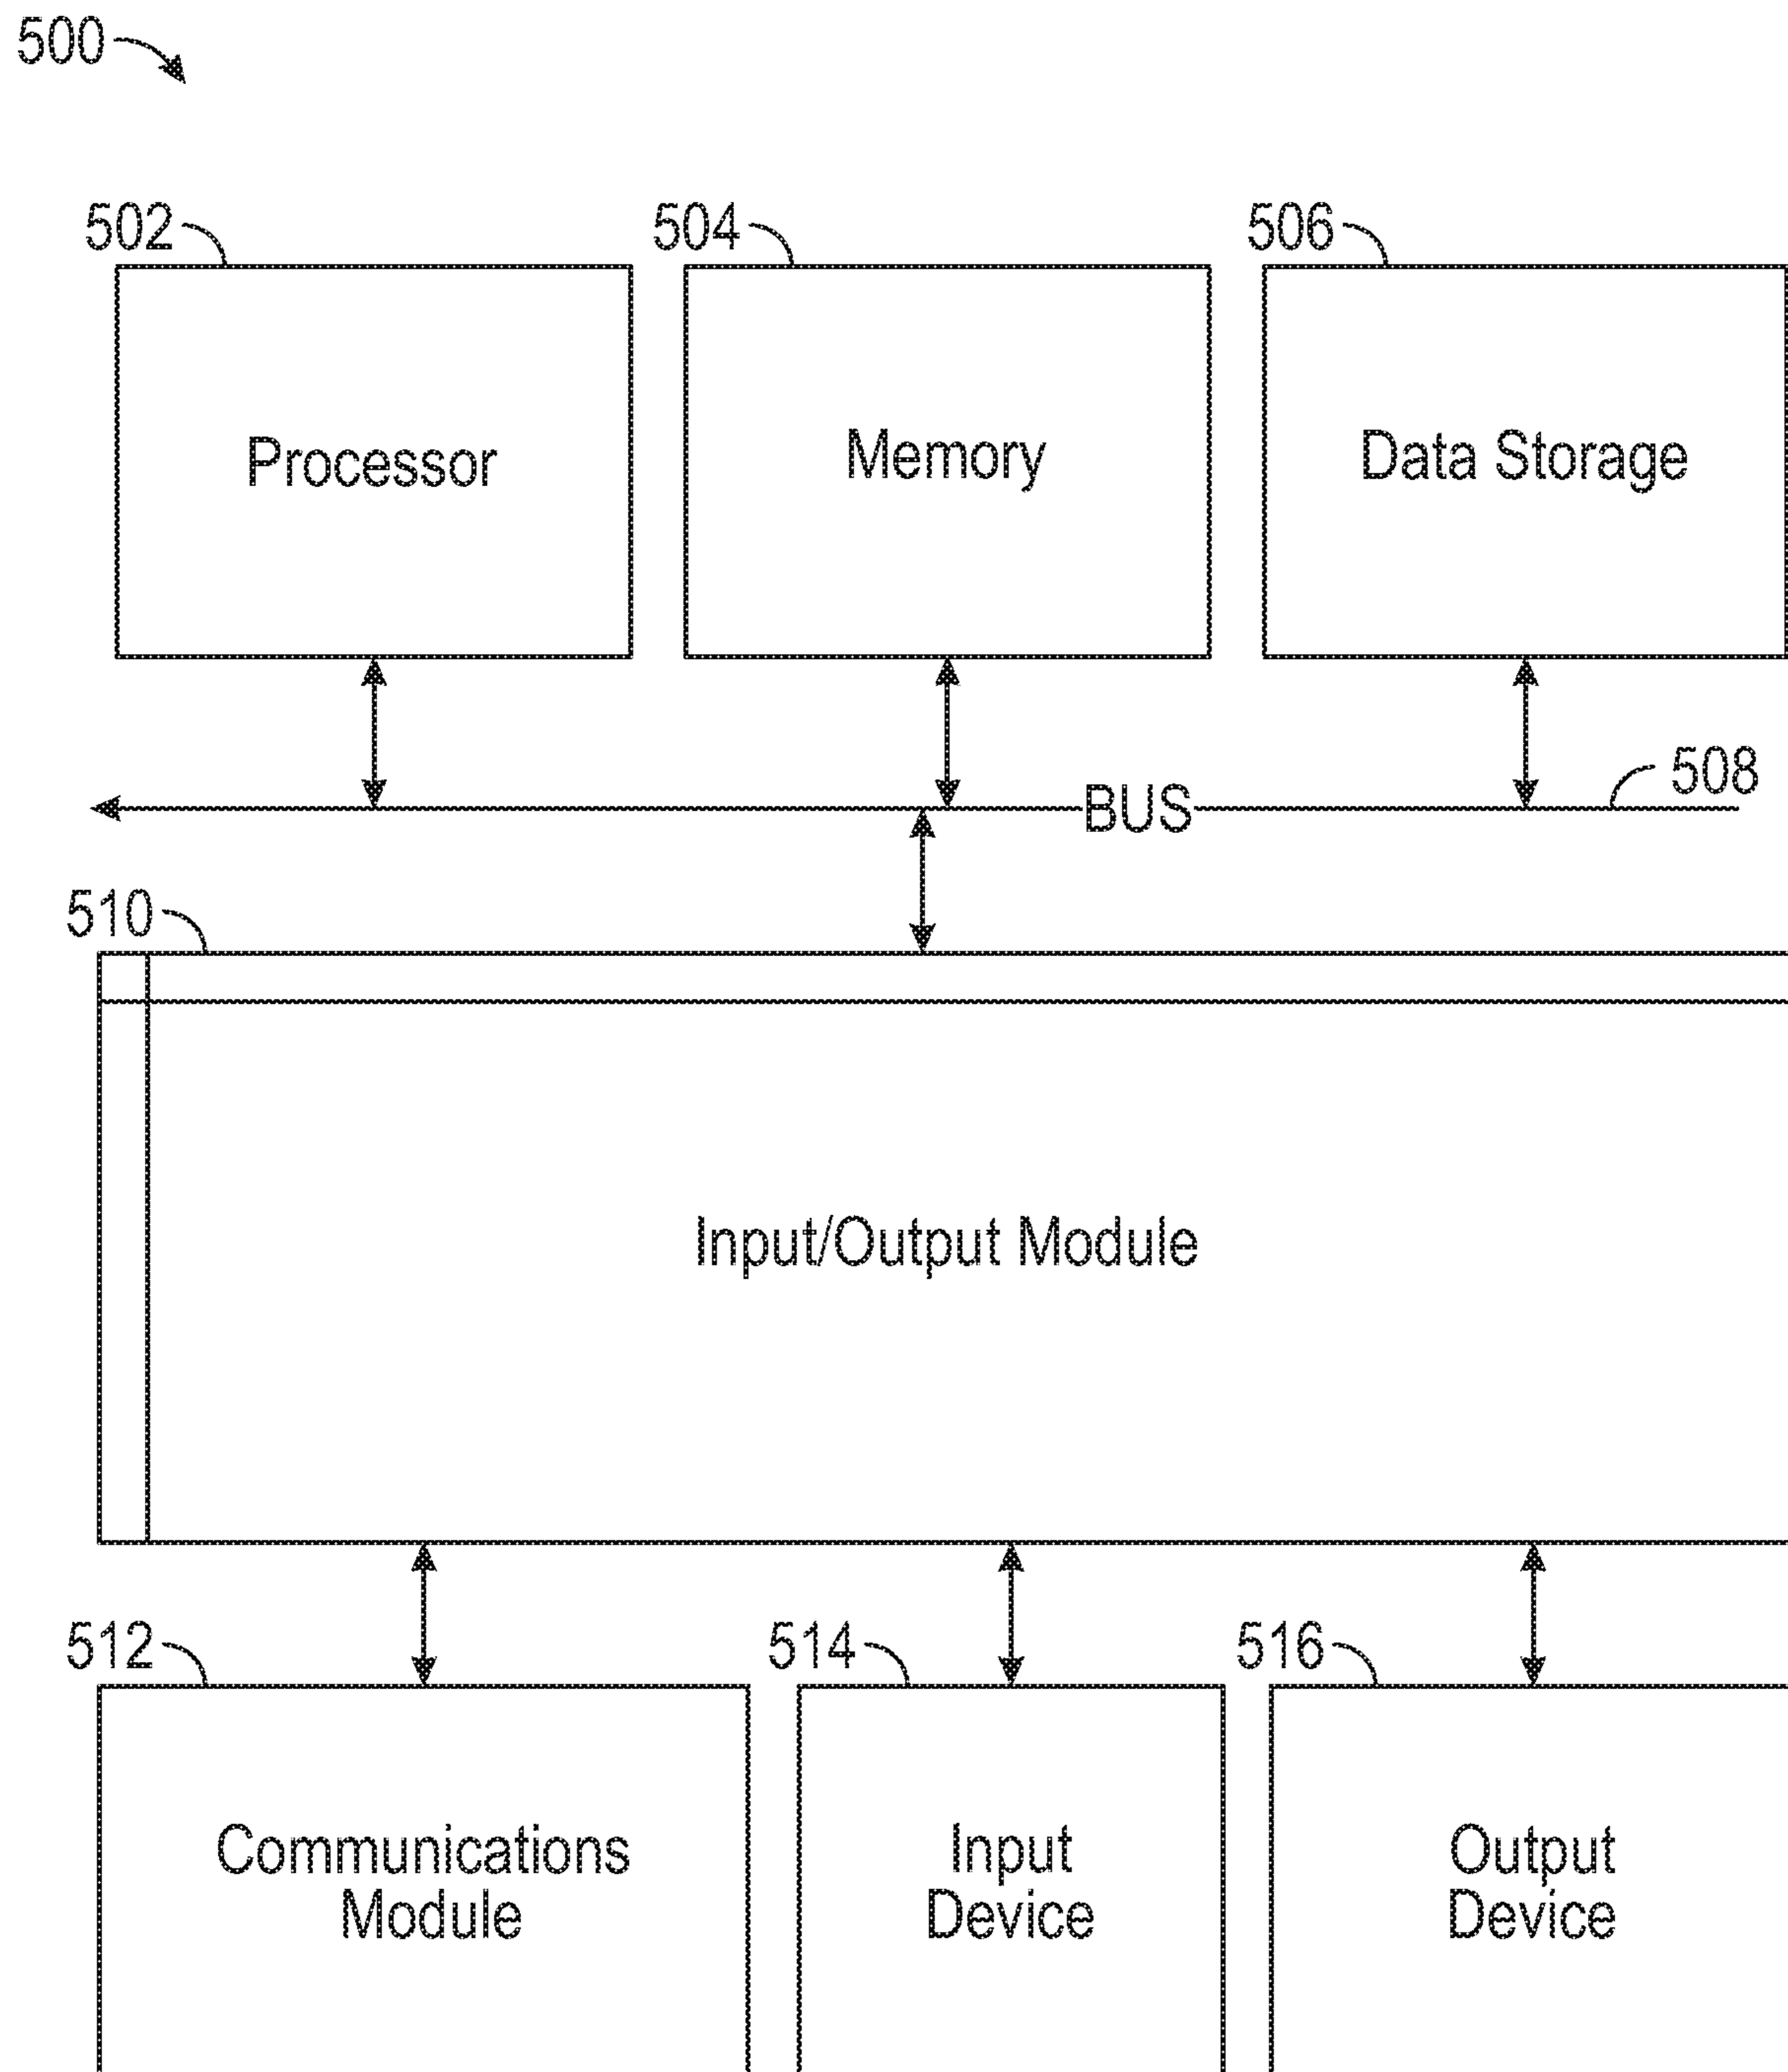 500
502
504
506
Processor
Memory
Data Storage
508
BUS
510
Input/Output Module
512
514
516
Communications
Module
Input
Device
Output
Device